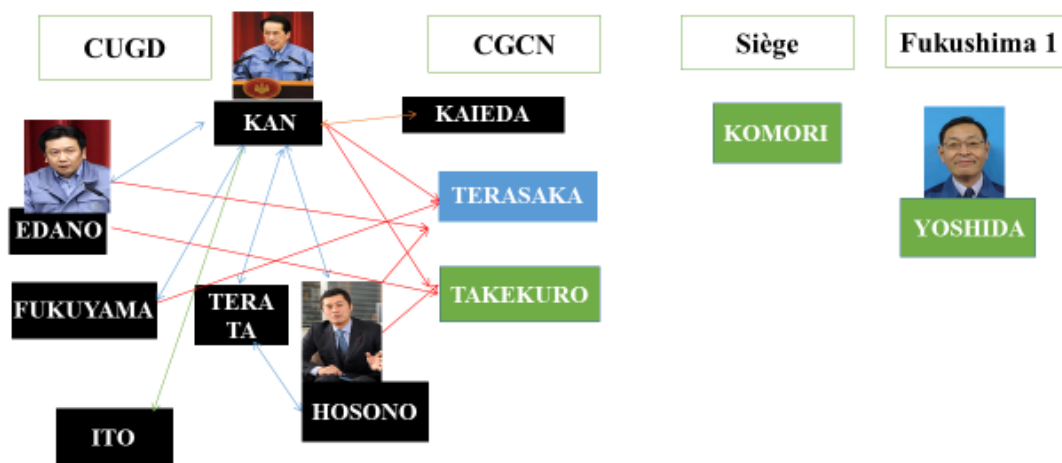 CUGD
CGCN
Siège
Fukushima 1
KAN
KAIEDA
KOMORI
EDANO
TERASAKA
YOSHIDA
FUKUYAMA
TERA
TA
TAKEKURO
HOSONO
ITO